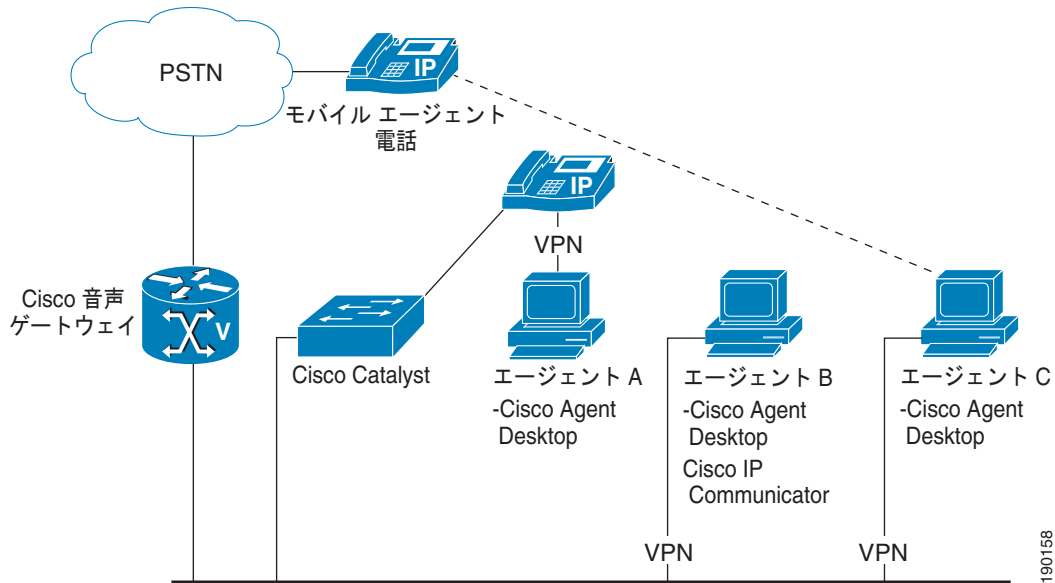 PSTN
IP
モバイル エージェント
電話
IP
VPN
Cisco 音声
ゲートウェイ
V
Cisco Catalyst
エージェント A
-Cisco Agent
Desktop
エージェント B
-Cisco Agent
Desktop
Cisco IP
Communicator
エージェント C
-Cisco Agent
Desktop
VPN
VPN
190158